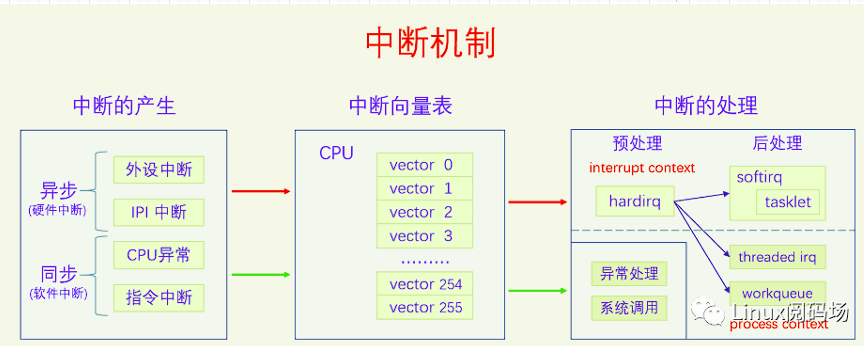 中断机制
中断的产生
异步
(硬件中断)
外设中断
IPI 中断
同步
(软件中断)
CPU异常
指令中断
中断向量表
CPU
vector 0
vector 1
vector 2
vector 3
.........
vector 254
vector 255
中断的处理
预处理
后处理
interrupt context
hardirq
softirq
tasklet
异常处理
系统调用
threaded irq
workqueue
process context
Linux阅码场